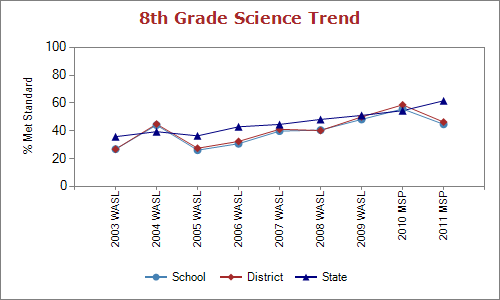 8th Grade Science Trend
% Met Standard
100
80
60
40
20
0
2003 WASL
2004 WASL
2005 WASL
2006 WASL
2007 WASL
2008 WASL
2009 WASL
2010 MSP
2011 MSP
School District State